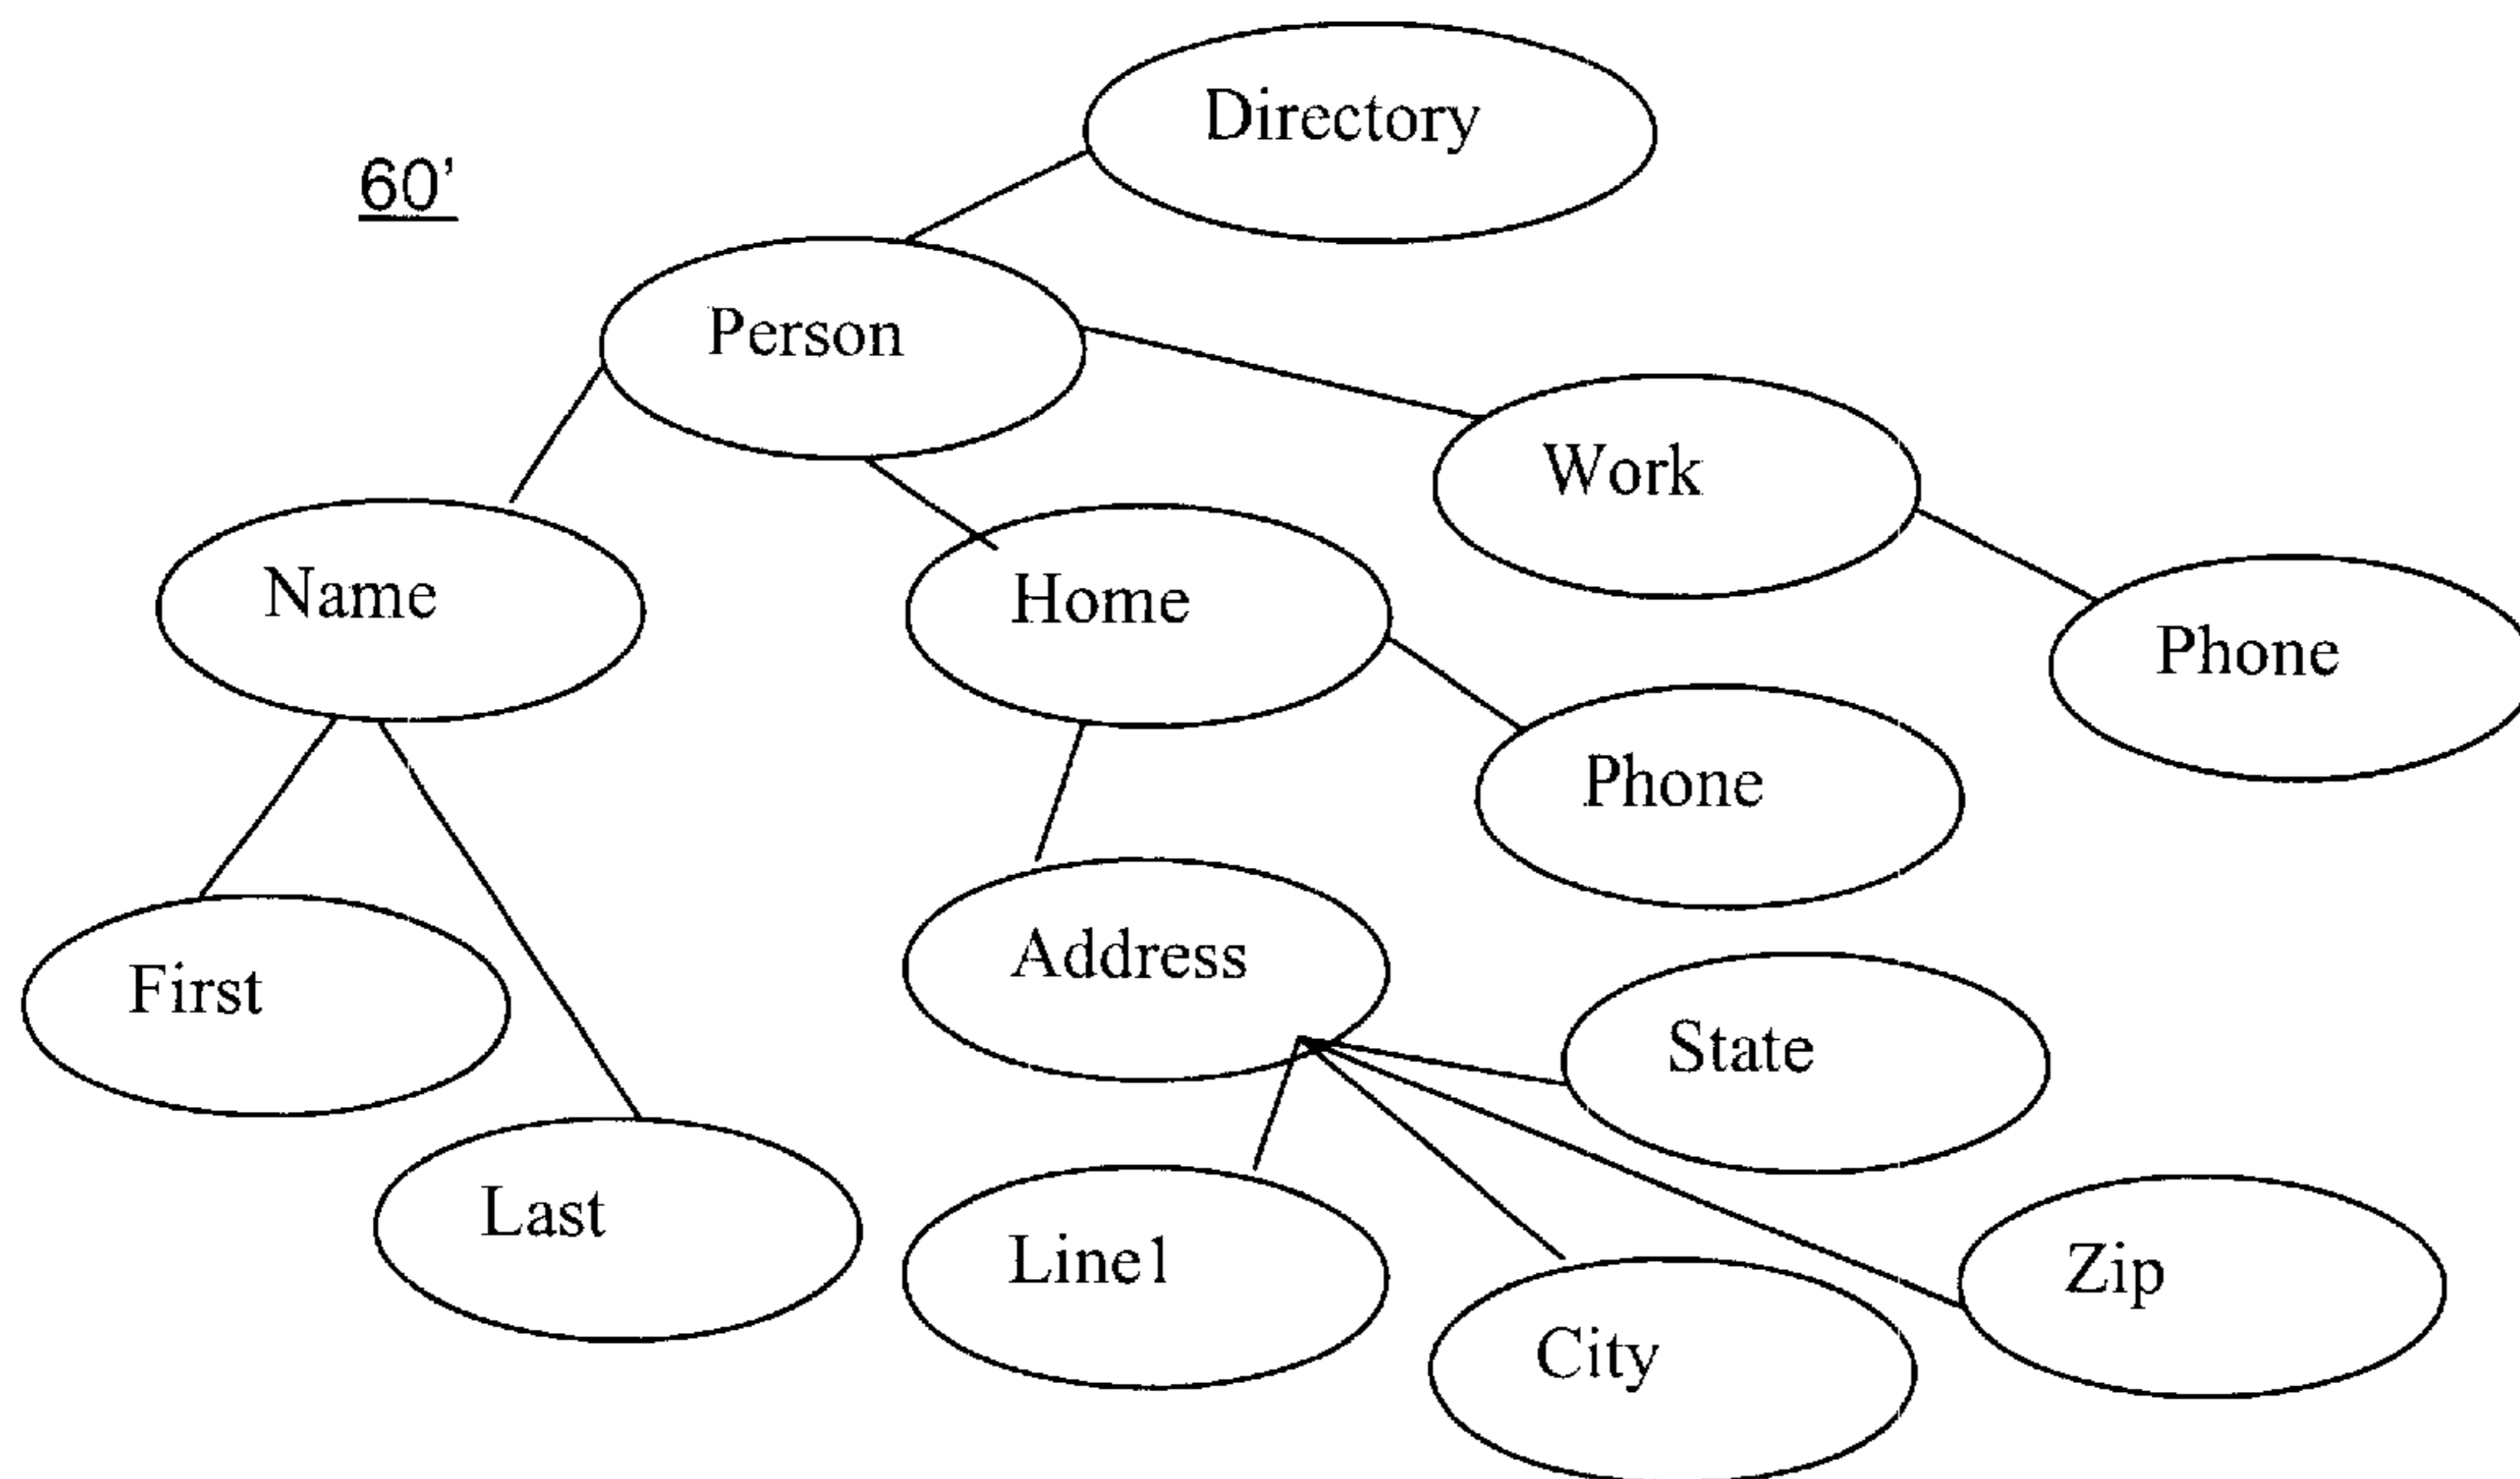 Directory
60'
Person
Work
Name
Home
Phone
Phone
Address
First
State
Last
Line1
Zip
City